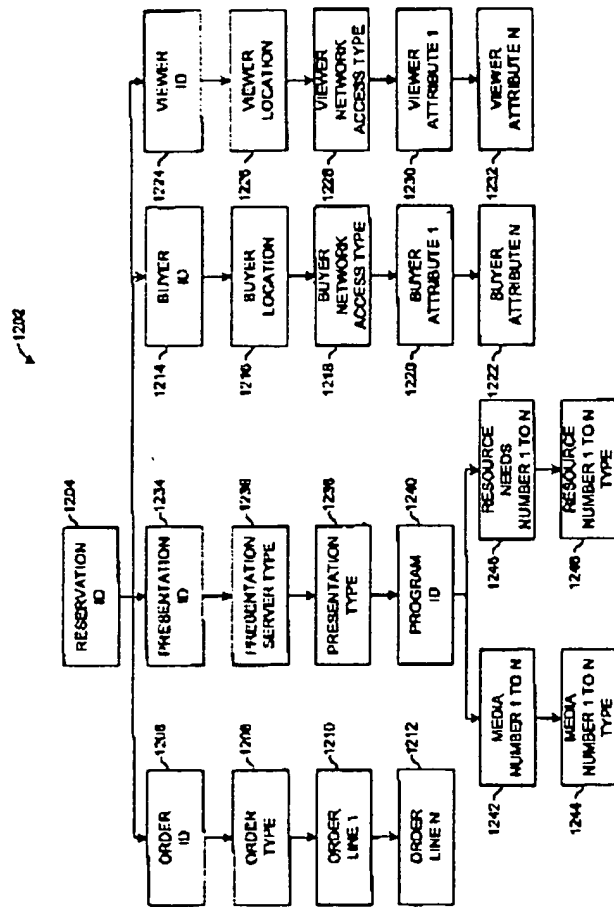 1202
1204
RESERVATION
ID
ORDER
ID
1208
ORDER
TYPE
1210
ORDER
LINE 1
1212
ORDER
LINE N
1234
PRESENTATION
ID
PRESENTATION
SERVER TYPE
PRESENTATION
TYPE
1240
PROGRAM
ID
1242
MEDIA
NUMBER 1 TO N
1244
MEDIA
NUMBER 1 TO N
TYPE
RESOURCE
NEEDS
NUMBER 1 TO N
RESOURCE
NUMBER 1 TO N
TYPE
1214
BUYER
ID
1216
BUYER
LOCATION
1218
BUYER
NETWORK
ACCESS TYPE
1220
BUYER
ATTRIBUTE 1
1222
BUYER
ATTRIBUTE N
1224
VIEWER
ID
1226
VIEWER
LOCATION
1228
VIEWER
NETWORK
ACCESS TYPE
1230
VIEWER
ATTRIBUTE 1
1232
VIEWER
ATTRIBUTE N